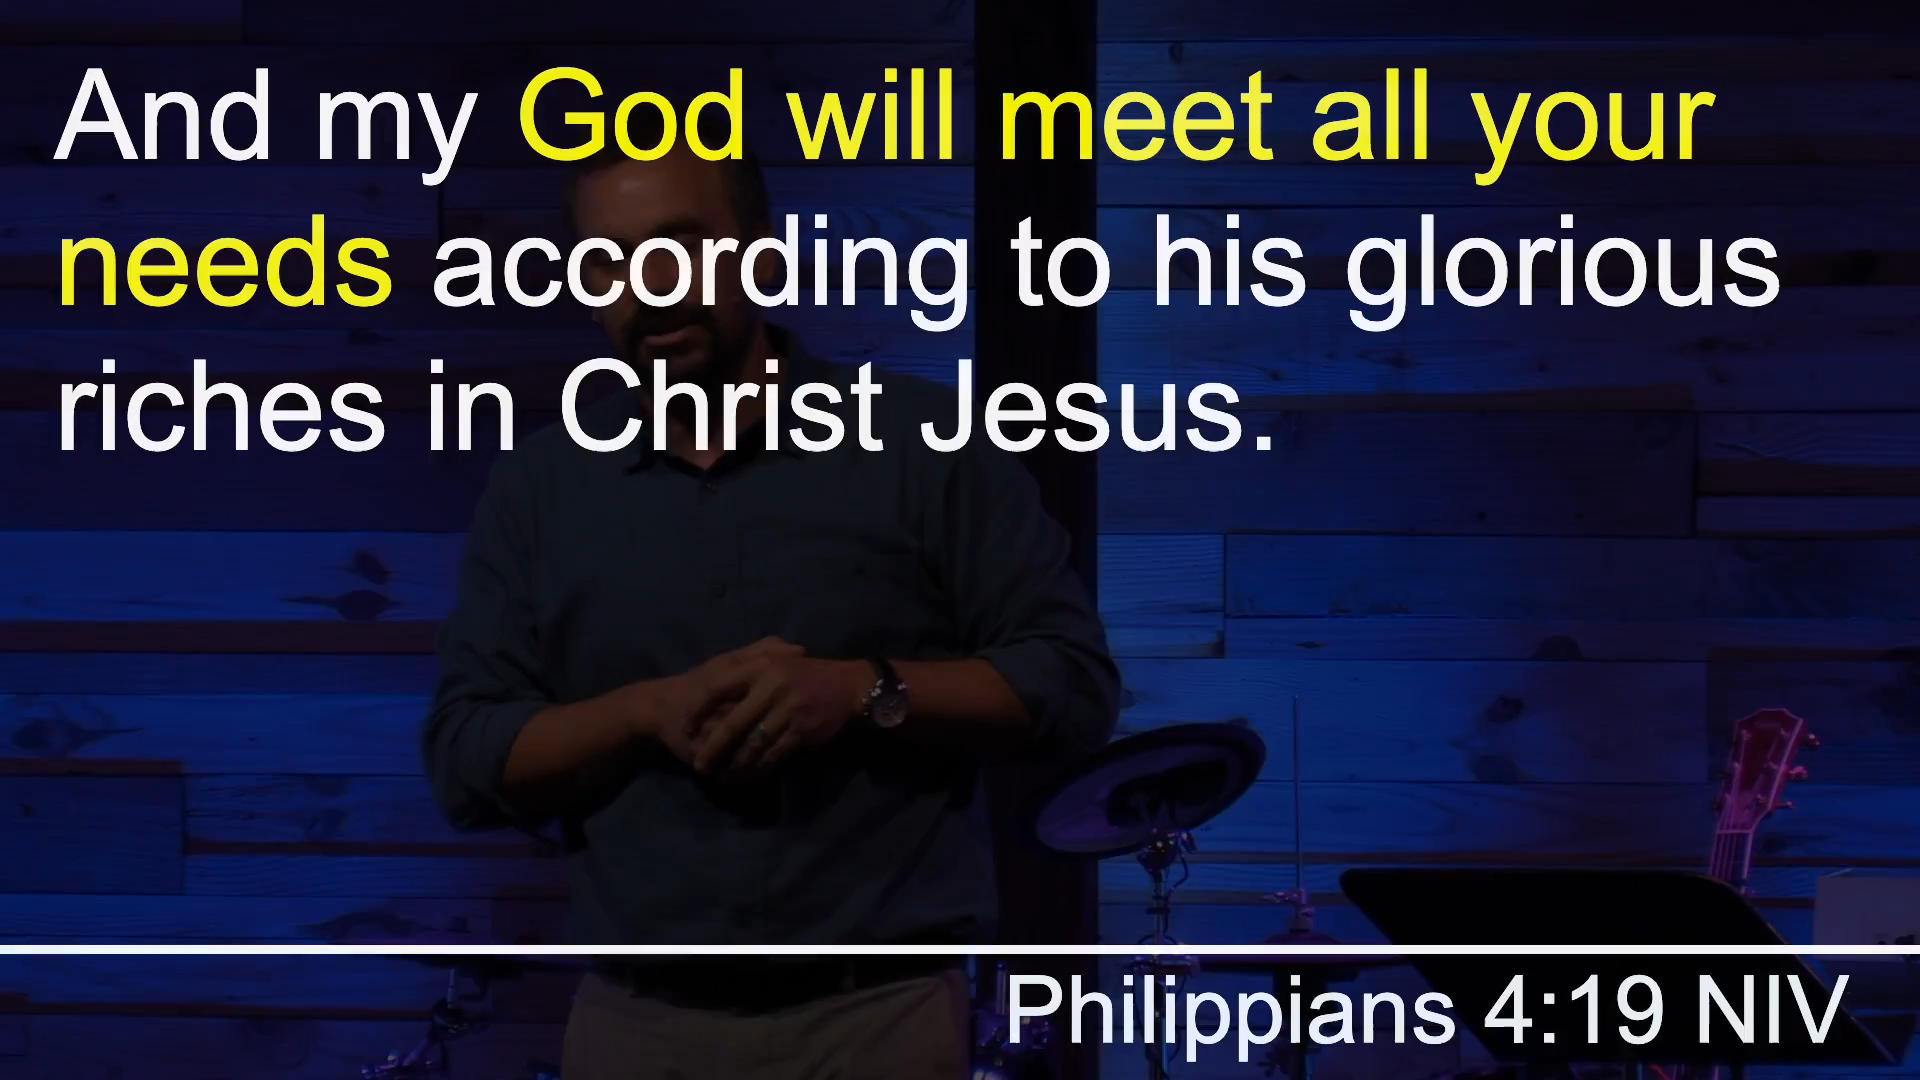 And my God will meet all your
needs according to his glorious
riches in Christ Jesus.
Philippians 4:19 NIV